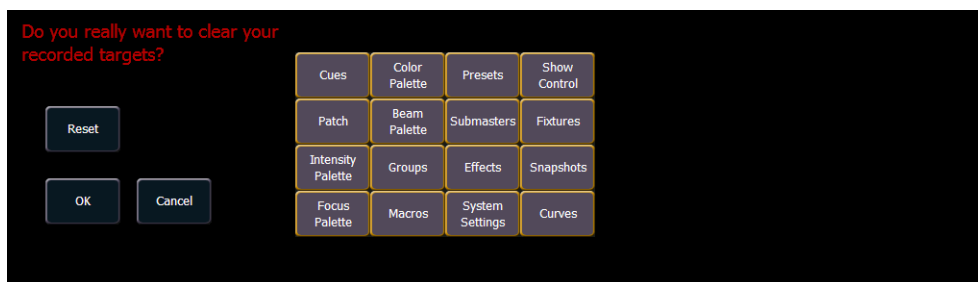 Do you really want to clear your
recorded targets?
Cues
Color
Palette
Presets
Show
Control
Reset
Patch
Beam
Palette
Submasters
Fixtures
Intensity
Palette
Groups
Effects
Snapshots
OK
Cancel
Focus
Palette
Macros
System
Settings
Curves